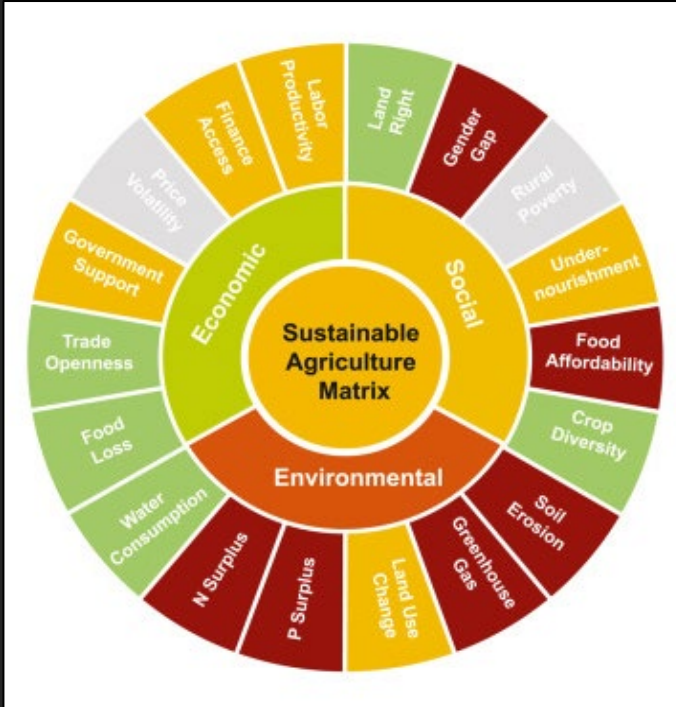 Sustainable
Agriculture
Matrix
Economic
Social
Environmental
Land
Right
Gender
Gap
Rural
Poverty
Under-
nourishment
Food
Affordability
Crop
Diversity
Soil
Erosion
Greenhouse
Gas
Land Use
Change
P Surplus
N Surplus
Water
Consumption
Food
Loss
Trade
Openness
Government
Support
Price
Volatility
Finance
Access
Labor
Productivity